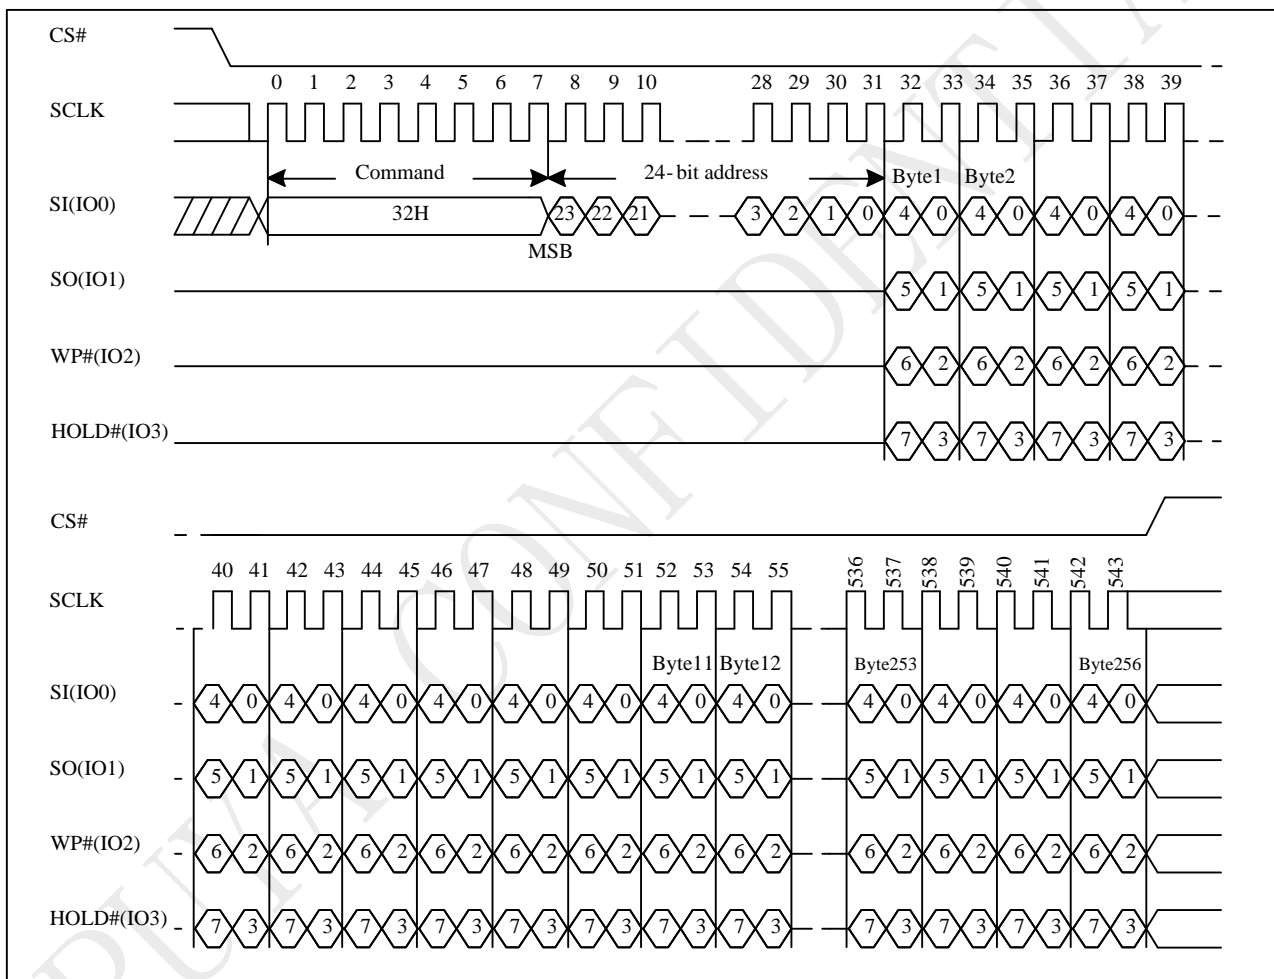 CS#
0 1 2 3 4 5 6 7 8 9 10 28 29 30 31 32 33 34 35 36 37 38 39
SCLK
Command 24-bit address Byte1 Byte2
SI(IO0) 32H 23 22 21 3 2 1 0 4 0 4 0 4 0 4 0
MSB
SO(IO1) 5 1 5 1 5 1 5 1
WP#(IO2) 6 2 6 2 6 2 6 2
HOLD#(IO3) 7 3 7 3 7 3 7 3
CS#
40 41 42 43 44 45 46 47 48 49 50 51 52 53 54 55 536 537 538 539 540 541 542 543
SCLK
Byte11 Byte12 Byte253 Byte256
SI(IO0) 4 0 4 0 4 0 4 0 4 0 4 0 4 0 4 0 4 0 4 0 4 0 4 0
SO(IO1) 5 1 5 1 5 1 5 1 5 1 5 1 5 1 5 1 5 1 5 1 5 1 5 1
WP#(IO2) 6 2 6 2 6 2 6 2 6 2 6 2 6 2 6 2 6 2 6 2 6 2 6 2
HOLD#(IO3) 7 3 7 3 7 3 7 3 7 3 7 3 7 3 7 3 7 3 7 3 7 3 7 3
PUYA CONFIDENTIA